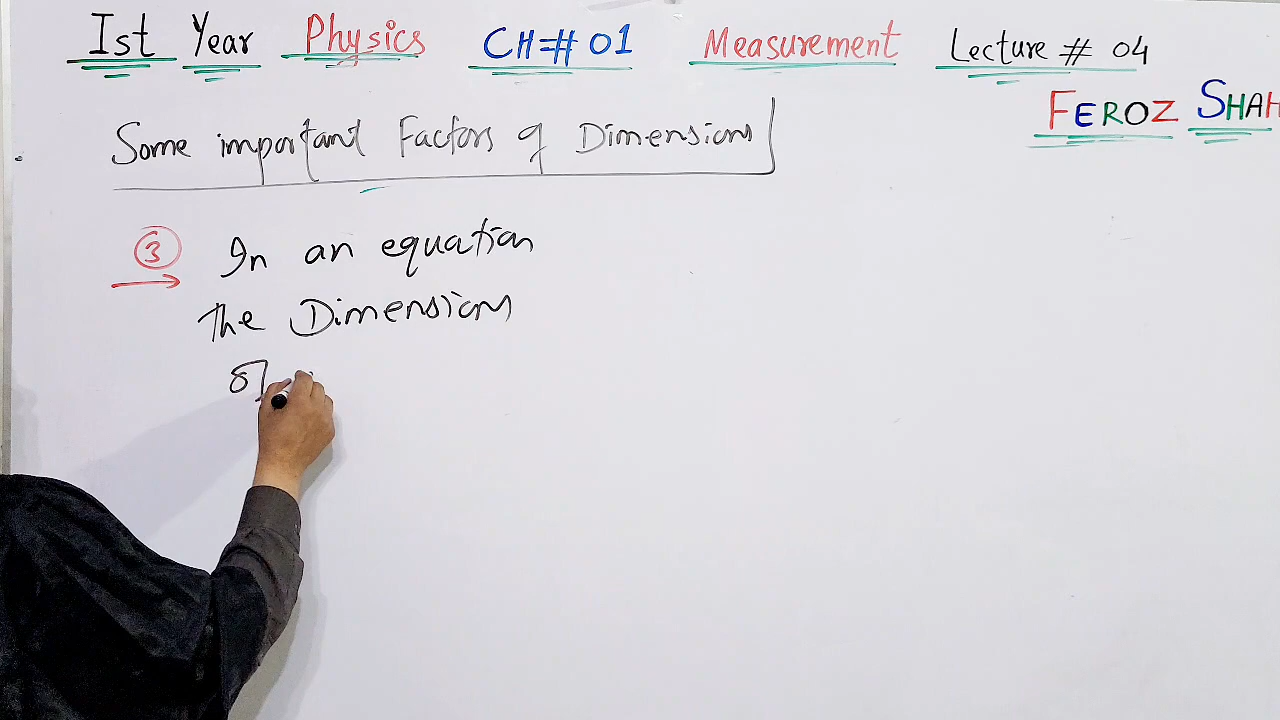 Ist Year Physics CH#01 Measurement Lecture # 04
FEROZ SHAH
Some important Factors of Dimensions
3 In an equation
the Dimensions
of